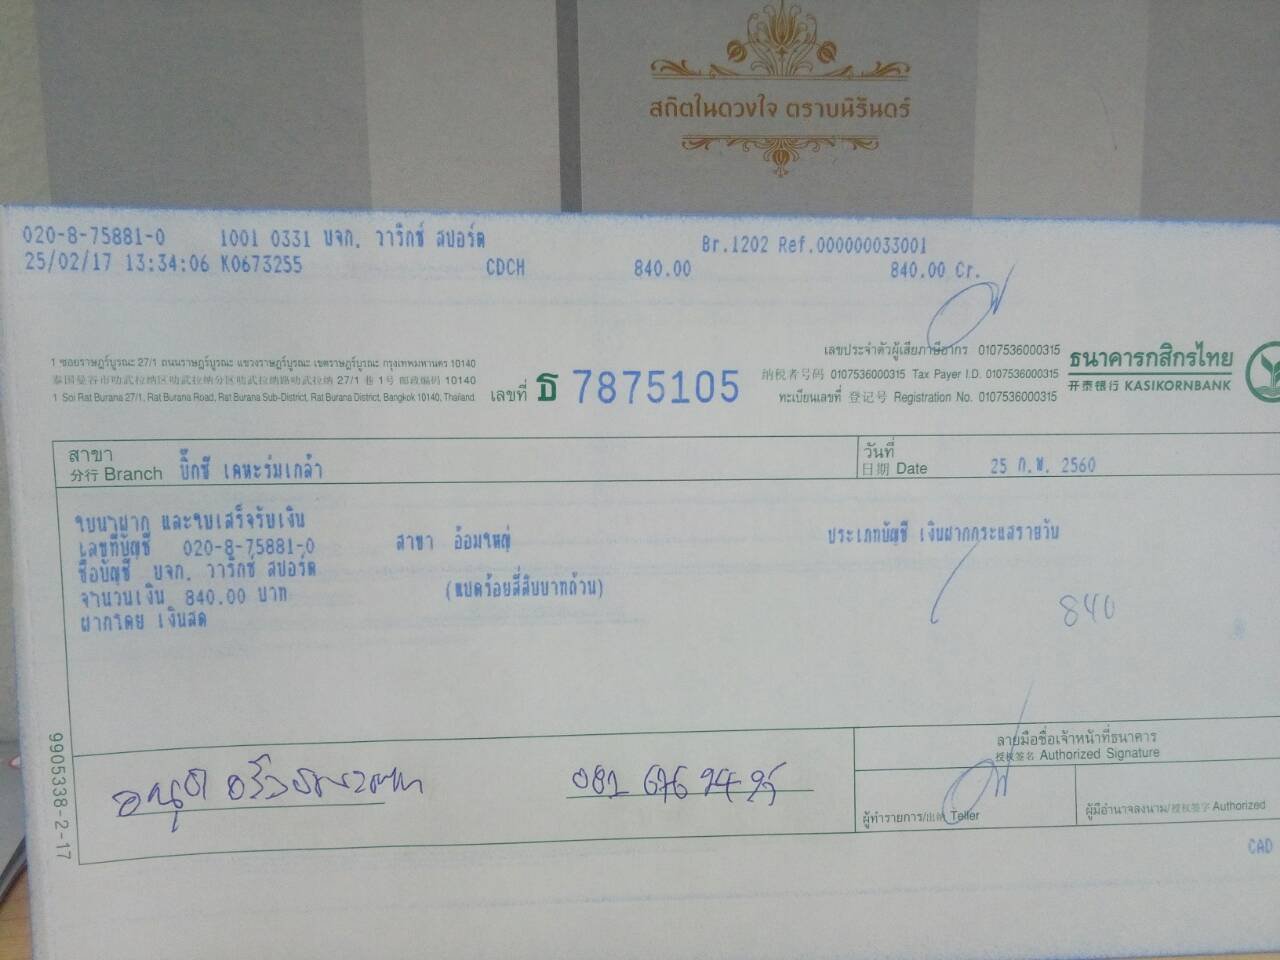 สถิตในดวงใจ ตราบนิรันดร์
020-8-75881-0 1001 0331 บจก. วาริกซ์ สปอร์ต Br.1202 Ref.000000033001
25/02/17 13:34:06 K0673255 CDCH 840.00 840.00 Cr.
1 ซอยราษฎร์บูรณะ 27/1 ถนนราษฎร์บูรณะ แขวงราษฎร์บูรณะ เขตราษฎร์บูรณะ กรุงเทพมหานคร 10140
泰国曼谷市叻武拉纳区叻武拉纳分区叻武拉纳路叻武拉纳 27/1 巷 1 号 邮政编码 10140
1 Soi Rat Burana 27/1, Rat Burana Road, Rat Burana Sub-District, Rat Burana District, Bangkok 10140, Thailand.
เลขที่ ธ 7875105
เลขประจำตัวผู้เสียภาษีอากร 0107536000315
纳税者号码 0107536000315 Tax Payer I.D. 0107536000315
ทะเบียนเลขที่ 登记号 Registration No. 0107536000315
ธนาคารกสิกรไทย
开泰银行 KASIKORNBANK
สาขา
分行 Branch บิ๊กซี เคหะร่มเกล้า
วันที่
日期 Date 25 ก.พ. 2560
ใบนำฝาก และใบเสร็จรับเงิน
เลขที่บัญชี 020-8-75881-0 สาขา อ้อมใหญ่ ประเภทบัญชี เงินฝากกระแสรายวัน
ชื่อบัญชี บจก. วาริกซ์ สปอร์ต
จำนวนเงิน 840.00 บาท (แปดร้อยสี่สิบบาทถ้วน)
840
ฝากโดย เงินสด
9905338-2-17
081 676
ลายมือชื่อเจ้าหน้าที่ธนาคาร
授权签名 Authorized Signature
ผู้ทำรายการ/出纳 Teller
ผู้มีอำนาจลงนาม/授权签字 Authorized
CAD